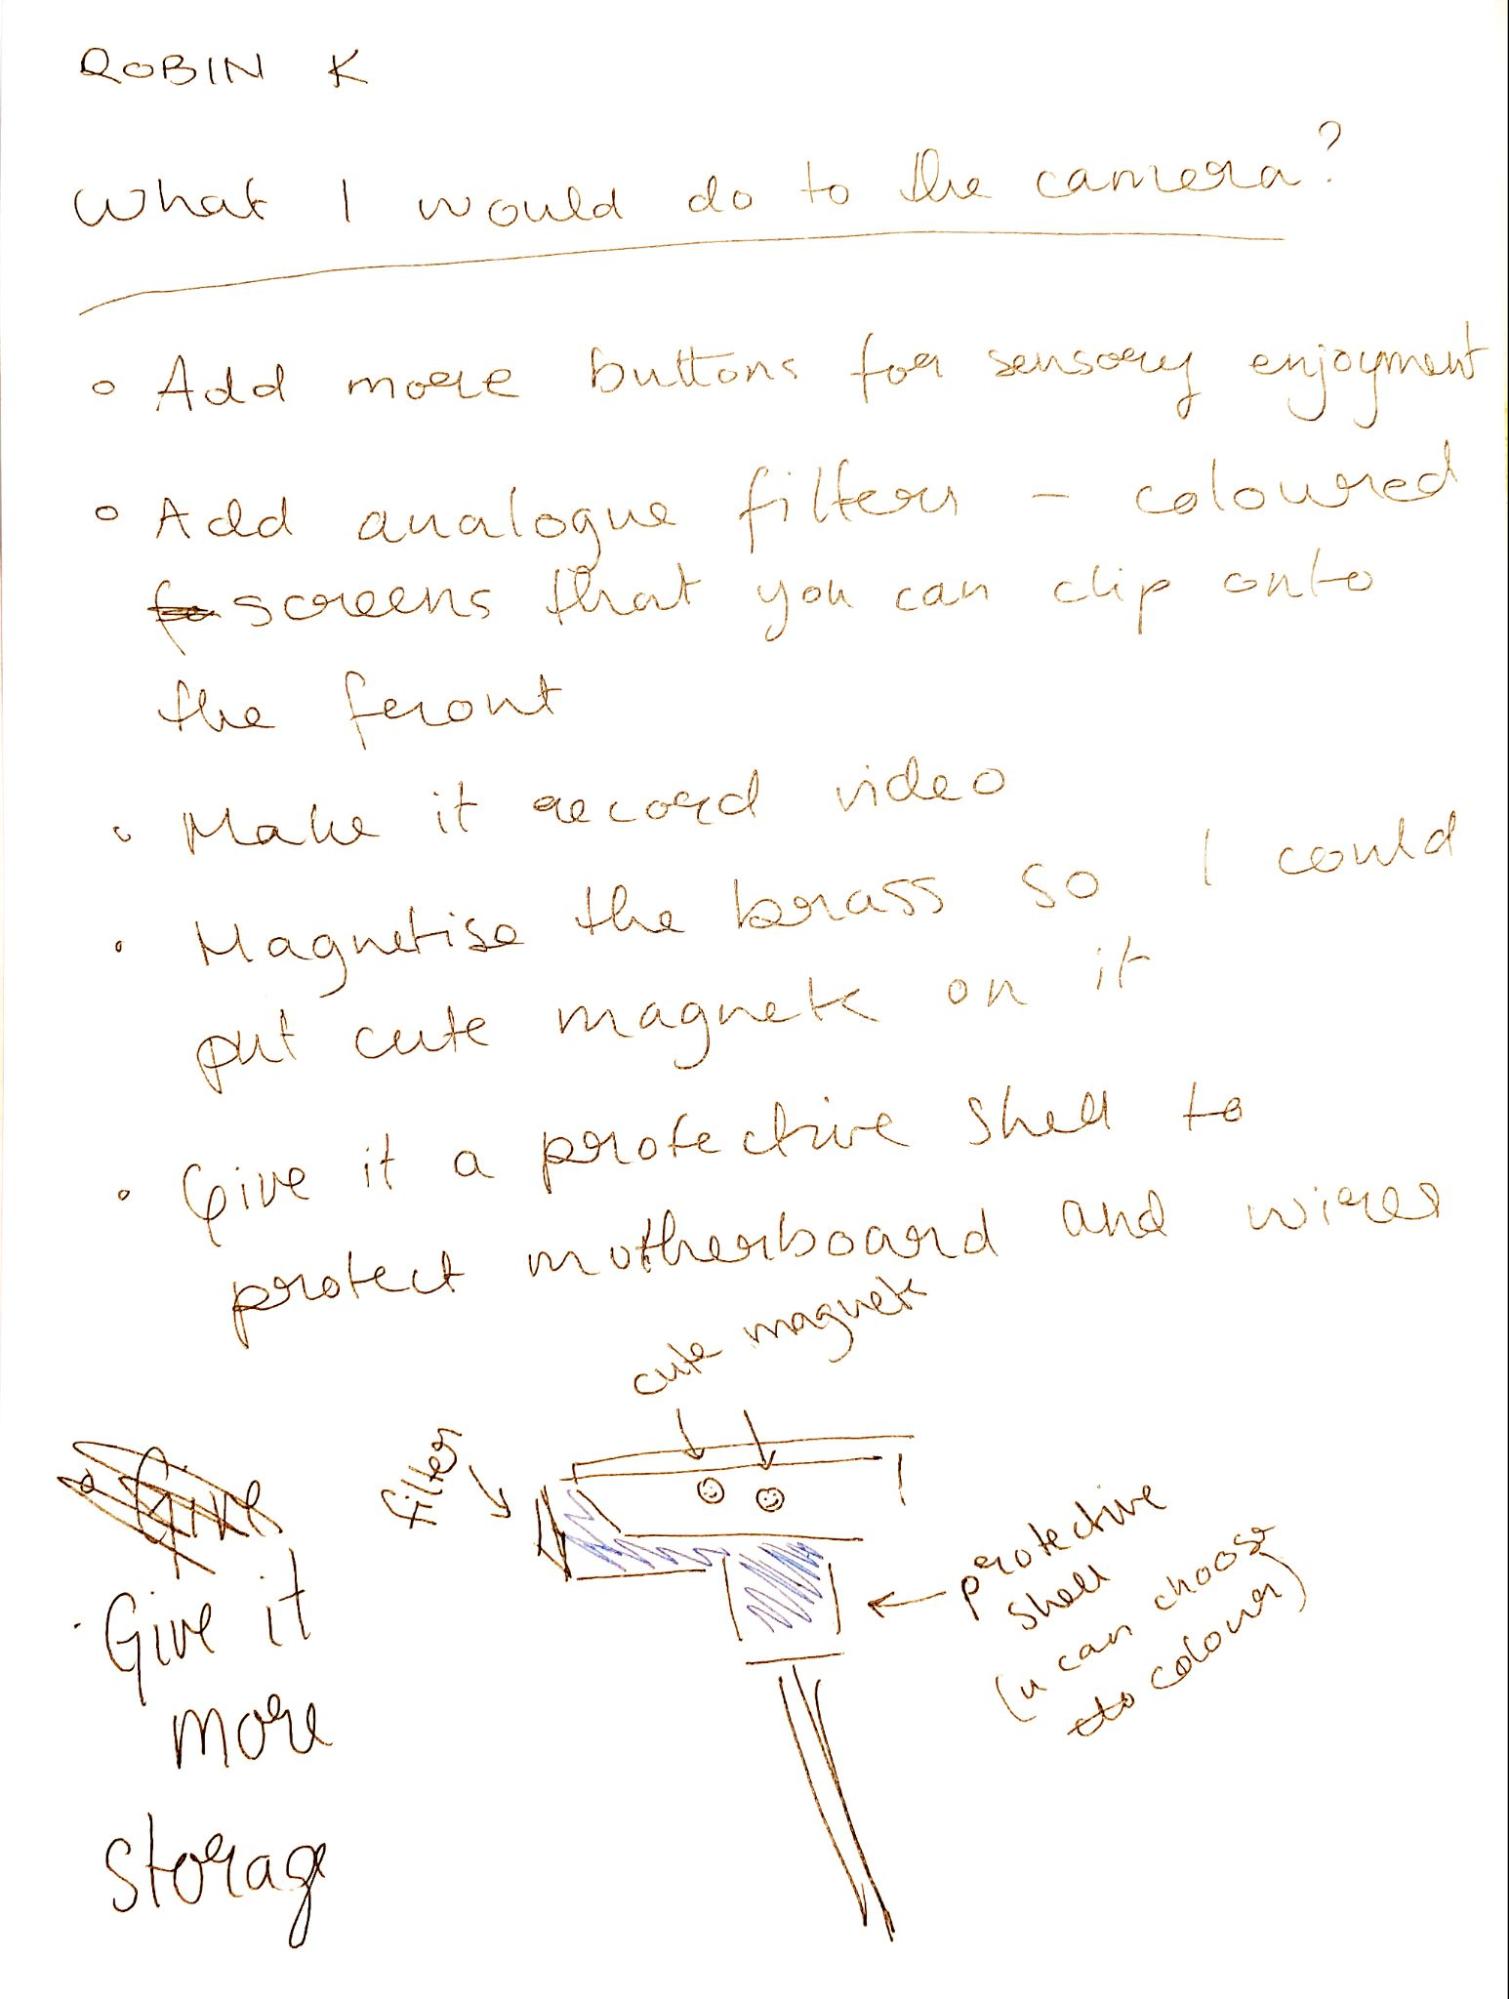 ROBIN K
What I would do to the camera?
◦ Add more buttons for sensory enjoyment
◦ Add analogue filters – coloured
screens that you can clip onto
the front
◦ Make it record video
◦ Magnetise the brass so I could
put cute magnets on it
◦ Give it a protective shell to
protect motherboard and wires
cute magnets
filter
Give
protective
shell
(u can choose
colour)
· Give it
more
storage